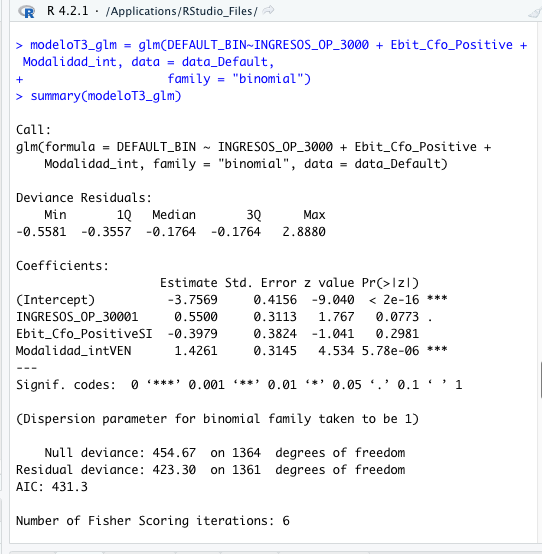 R 4.2.1 · /Applications/RStudio_Files/
> modeloT3_glm = glm(DEFAULT_BIN~INGRESOS_OP_3000 + Ebit_Cfo_Positive +
 Modalidad_int, data = data_Default,
+                    family = "binomial")
> summary(modeloT3_glm)

Call:
glm(formula = DEFAULT_BIN ~ INGRESOS_OP_3000 + Ebit_Cfo_Positive +
    Modalidad_int, family = "binomial", data = data_Default)

Deviance Residuals:
    Min       1Q   Median       3Q      Max
-0.5581  -0.3557  -0.1764  -0.1764   2.8880

Coefficients:
                    Estimate Std. Error z value Pr(>|z|)
(Intercept)          -3.7569     0.4156  -9.040  < 2e-16 ***
INGRESOS_OP_30001     0.5500     0.3113   1.767   0.0773 .
Ebit_Cfo_PositiveSI  -0.3979     0.3824  -1.041   0.2981
Modalidad_intVEN      1.4261     0.3145   4.534 5.78e-06 ***
---
Signif. codes:  0 ‘***’ 0.001 ‘**’ 0.01 ‘*’ 0.05 ‘.’ 0.1 ‘ ’ 1

(Dispersion parameter for binomial family taken to be 1)

    Null deviance: 454.67  on 1364  degrees of freedom
Residual deviance: 423.30  on 1361  degrees of freedom
AIC: 431.3

Number of Fisher Scoring iterations: 6